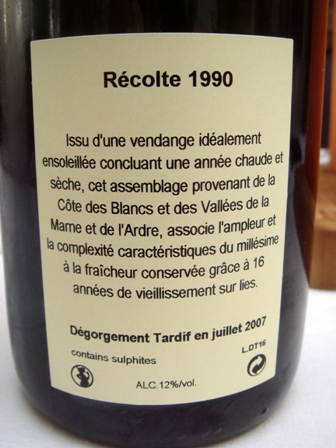 Récolte 1990
Issu d'une vendange idéalement
ensoleillée concluant une année chaude et
sèche, cet assemblage provenant de la
Côte des Blancs et des Vallées de la
Marne et de l'Ardre, associe l'ampleur et
la complexité caractéristiques du millésime
à la fraîcheur conservée grâce à 16
années de vieillissement sur lies.
Dégorgement Tardif en juillet 2007
contains sulphites
L.DT16
ALC.12%/vol.